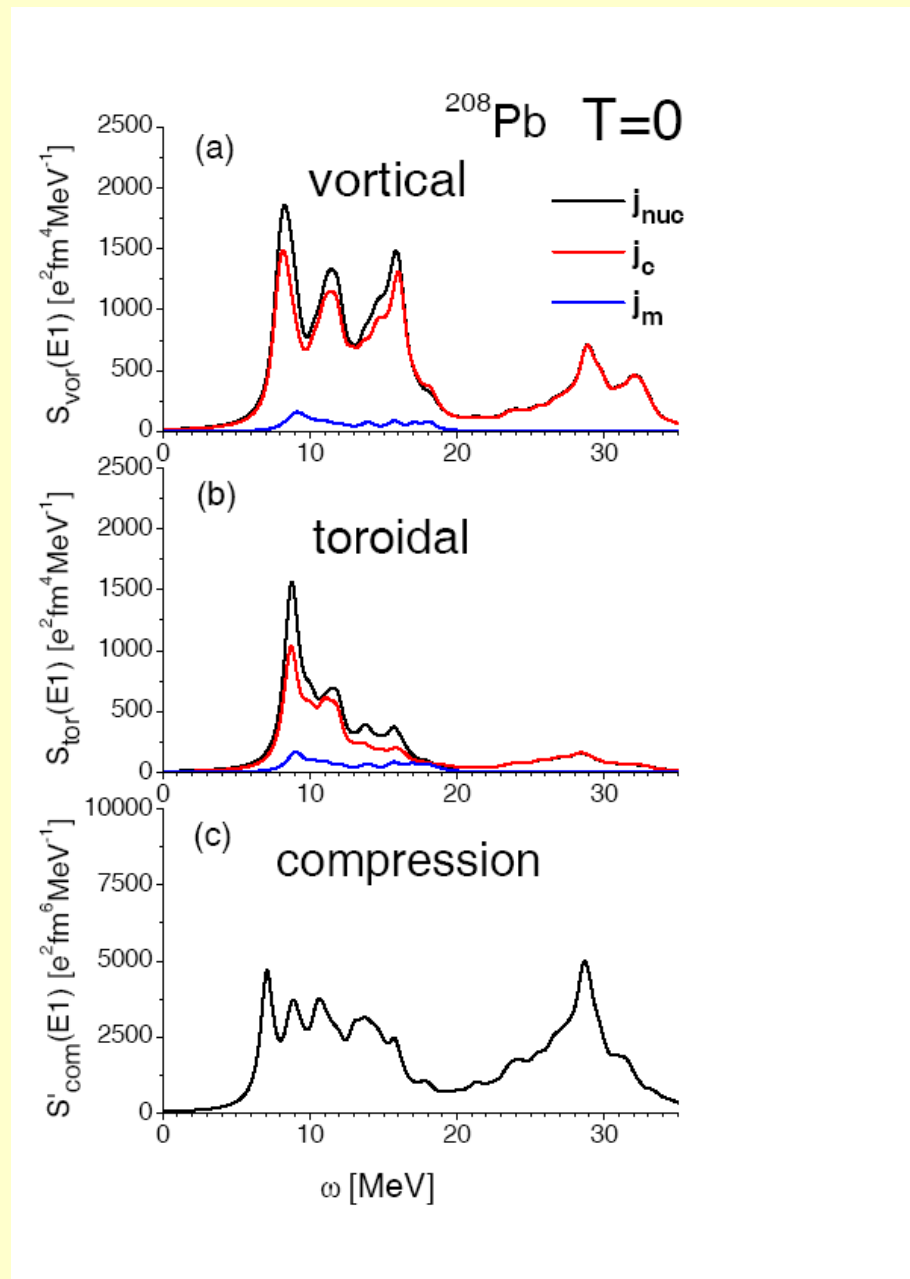 ²⁰⁸Pb T=0
(a)
vortical
j_nuc
j_c
j_m
S_vor(E1) [e²fm⁴MeV⁻¹]
2500
2000
1500
1000
500
0
0 10 20 30
(b)
toroidal
S_tor(E1) [e²fm⁴MeV⁻¹]
2500
2000
1500
1000
500
0
0 10 20 30
(c)
compression
S'_com(E1) [e²fm⁶MeV⁻¹]
10000
7500
5000
2500
0
0 10 20 30
ω [MeV]